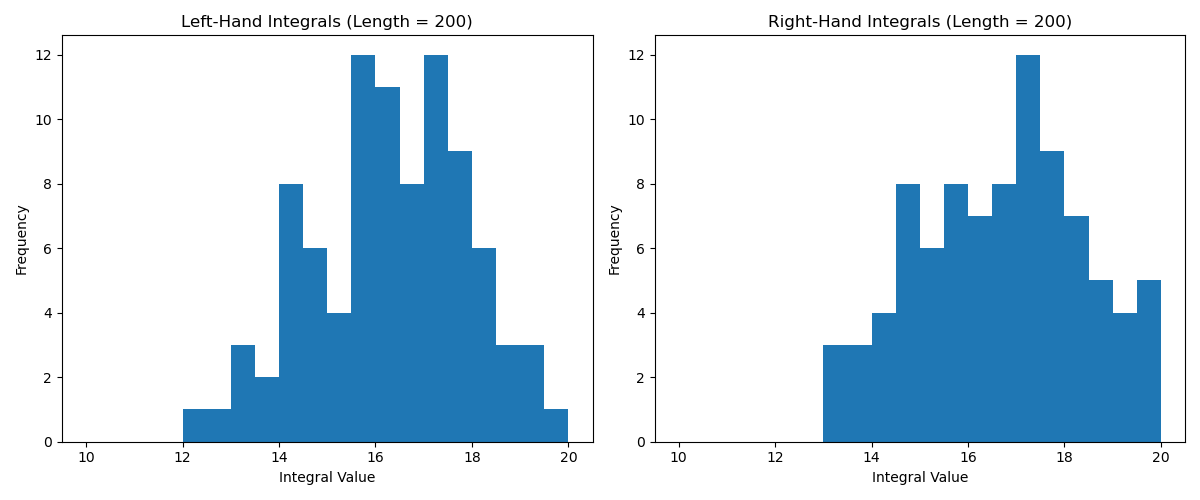 Left-Hand Integrals (Length = 200)
12
10
8
6
4
2
0
Frequency
10 12 14 16 18 20
Integral Value
Right-Hand Integrals (Length = 200)
12
10
8
6
4
2
0
Frequency
10 12 14 16 18 20
Integral Value